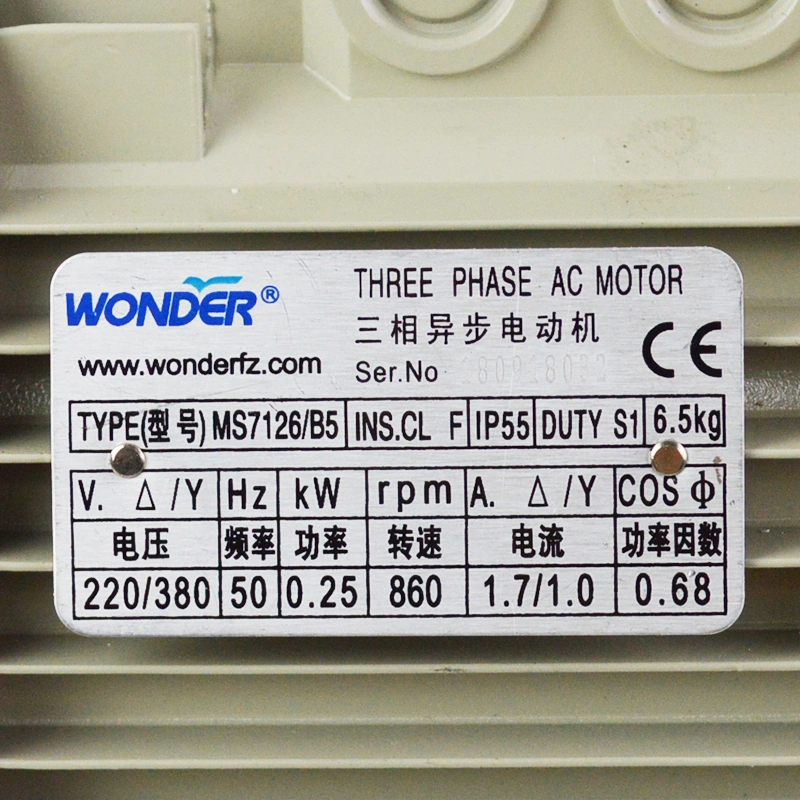 WONDER®
THREE PHASE AC MOTOR
三相异步电动机
www.wonderfz.com
Ser.No
CE
TYPE(型号) MS7126/B5 INS.CL F IP55 DUTY S1 6.5kg
V. Δ/Y Hz kW rpm A. Δ/Y COS ф
电压 频率 功率 转速 电流 功率因数
220/380 50 0.25 860 1.7/1.0 0.68